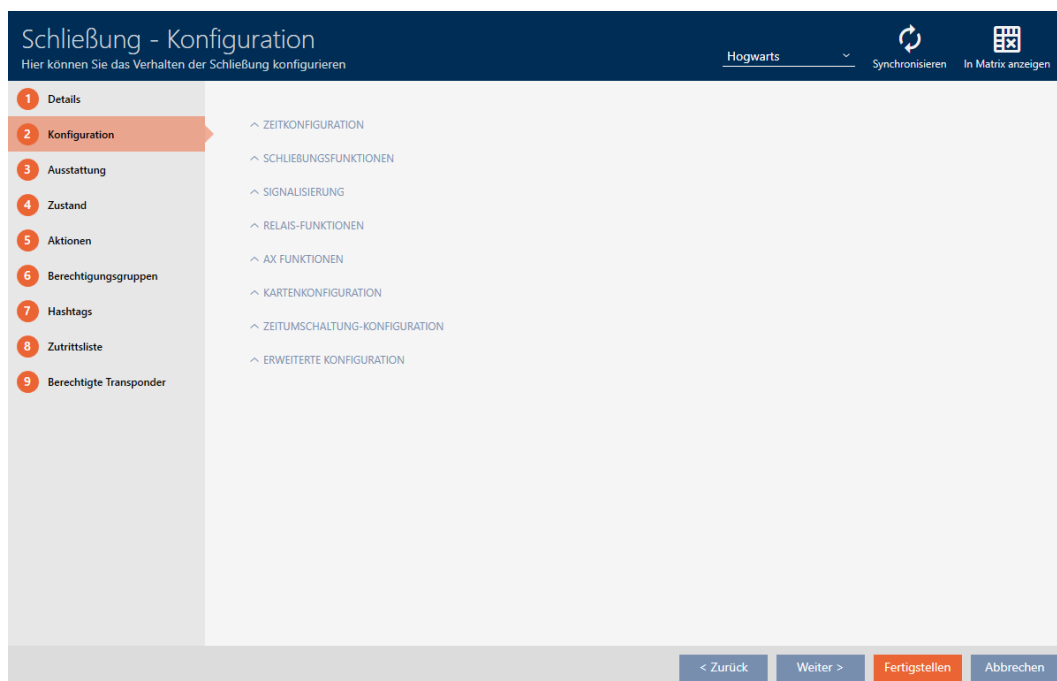 Schließung - Konfiguration
Hier können Sie das Verhalten der Schließung konfigurieren
Hogwarts
Synchronisieren
In Matrix anzeigen
1 Details
2 Konfiguration
3 Ausstattung
4 Zustand
5 Aktionen
6 Berechtigungsgruppen
7 Hashtags
8 Zutrittsliste
9 Berechtigte Transponder
ZEITKONFIGURATION
SCHLIEßUNGSFUNKTIONEN
SIGNALISIERUNG
RELAIS-FUNKTIONEN
AX FUNKTIONEN
KARTENKONFIGURATION
ZEITUMSCHALTUNG-KONFIGURATION
ERWEITERTE KONFIGURATION
< Zurück
Weiter >
Fertigstellen
Abbrechen